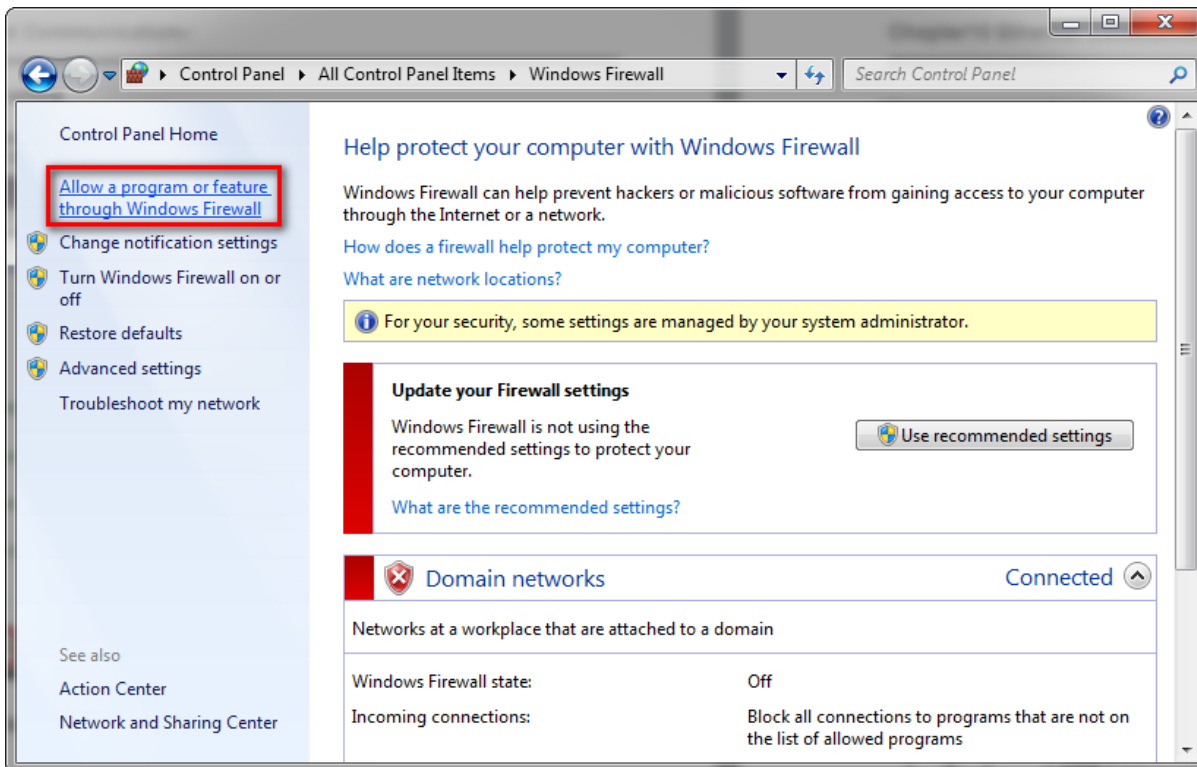 Control Panel ▸ All Control Panel Items ▸ Windows Firewall
Search Control Panel
Control Panel Home
Allow a program or feature
through Windows Firewall
Change notification settings
Turn Windows Firewall on or
off
Restore defaults
Advanced settings
Troubleshoot my network
See also
Action Center
Network and Sharing Center
Help protect your computer with Windows Firewall
Windows Firewall can help prevent hackers or malicious software from gaining access to your computer
through the Internet or a network.
How does a firewall help protect my computer?
What are network locations?
For your security, some settings are managed by your system administrator.
Update your Firewall settings
Windows Firewall is not using the
recommended settings to protect your
computer.
Use recommended settings
What are the recommended settings?
Domain networks
Connected
Networks at a workplace that are attached to a domain
Windows Firewall state:
Off
Incoming connections:
Block all connections to programs that are not on
the list of allowed programs